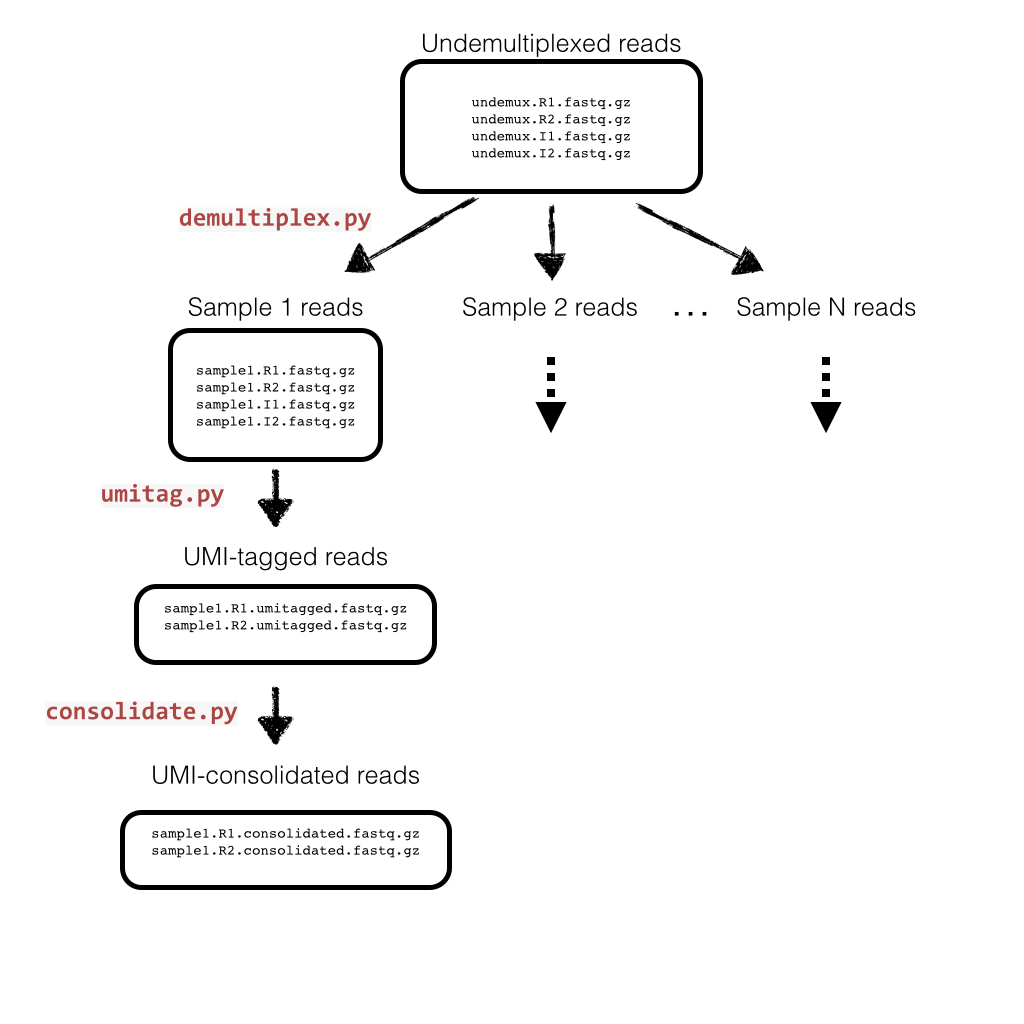 Undemultiplexed reads
undemux.R1.fastq.gz
undemux.R2.fastq.gz
undemux.I1.fastq.gz
undemux.I2.fastq.gz
demultiplex.py
Sample 1 reads
Sample 2 reads
...
Sample N reads
sample1.R1.fastq.gz
sample1.R2.fastq.gz
sample1.I1.fastq.gz
sample1.I2.fastq.gz
umitag.py
UMI-tagged reads
sample1.R1.umitagged.fastq.gz
sample1.R2.umitagged.fastq.gz
consolidate.py
UMI-consolidated reads
sample1.R1.consolidated.fastq.gz
sample1.R2.consolidated.fastq.gz